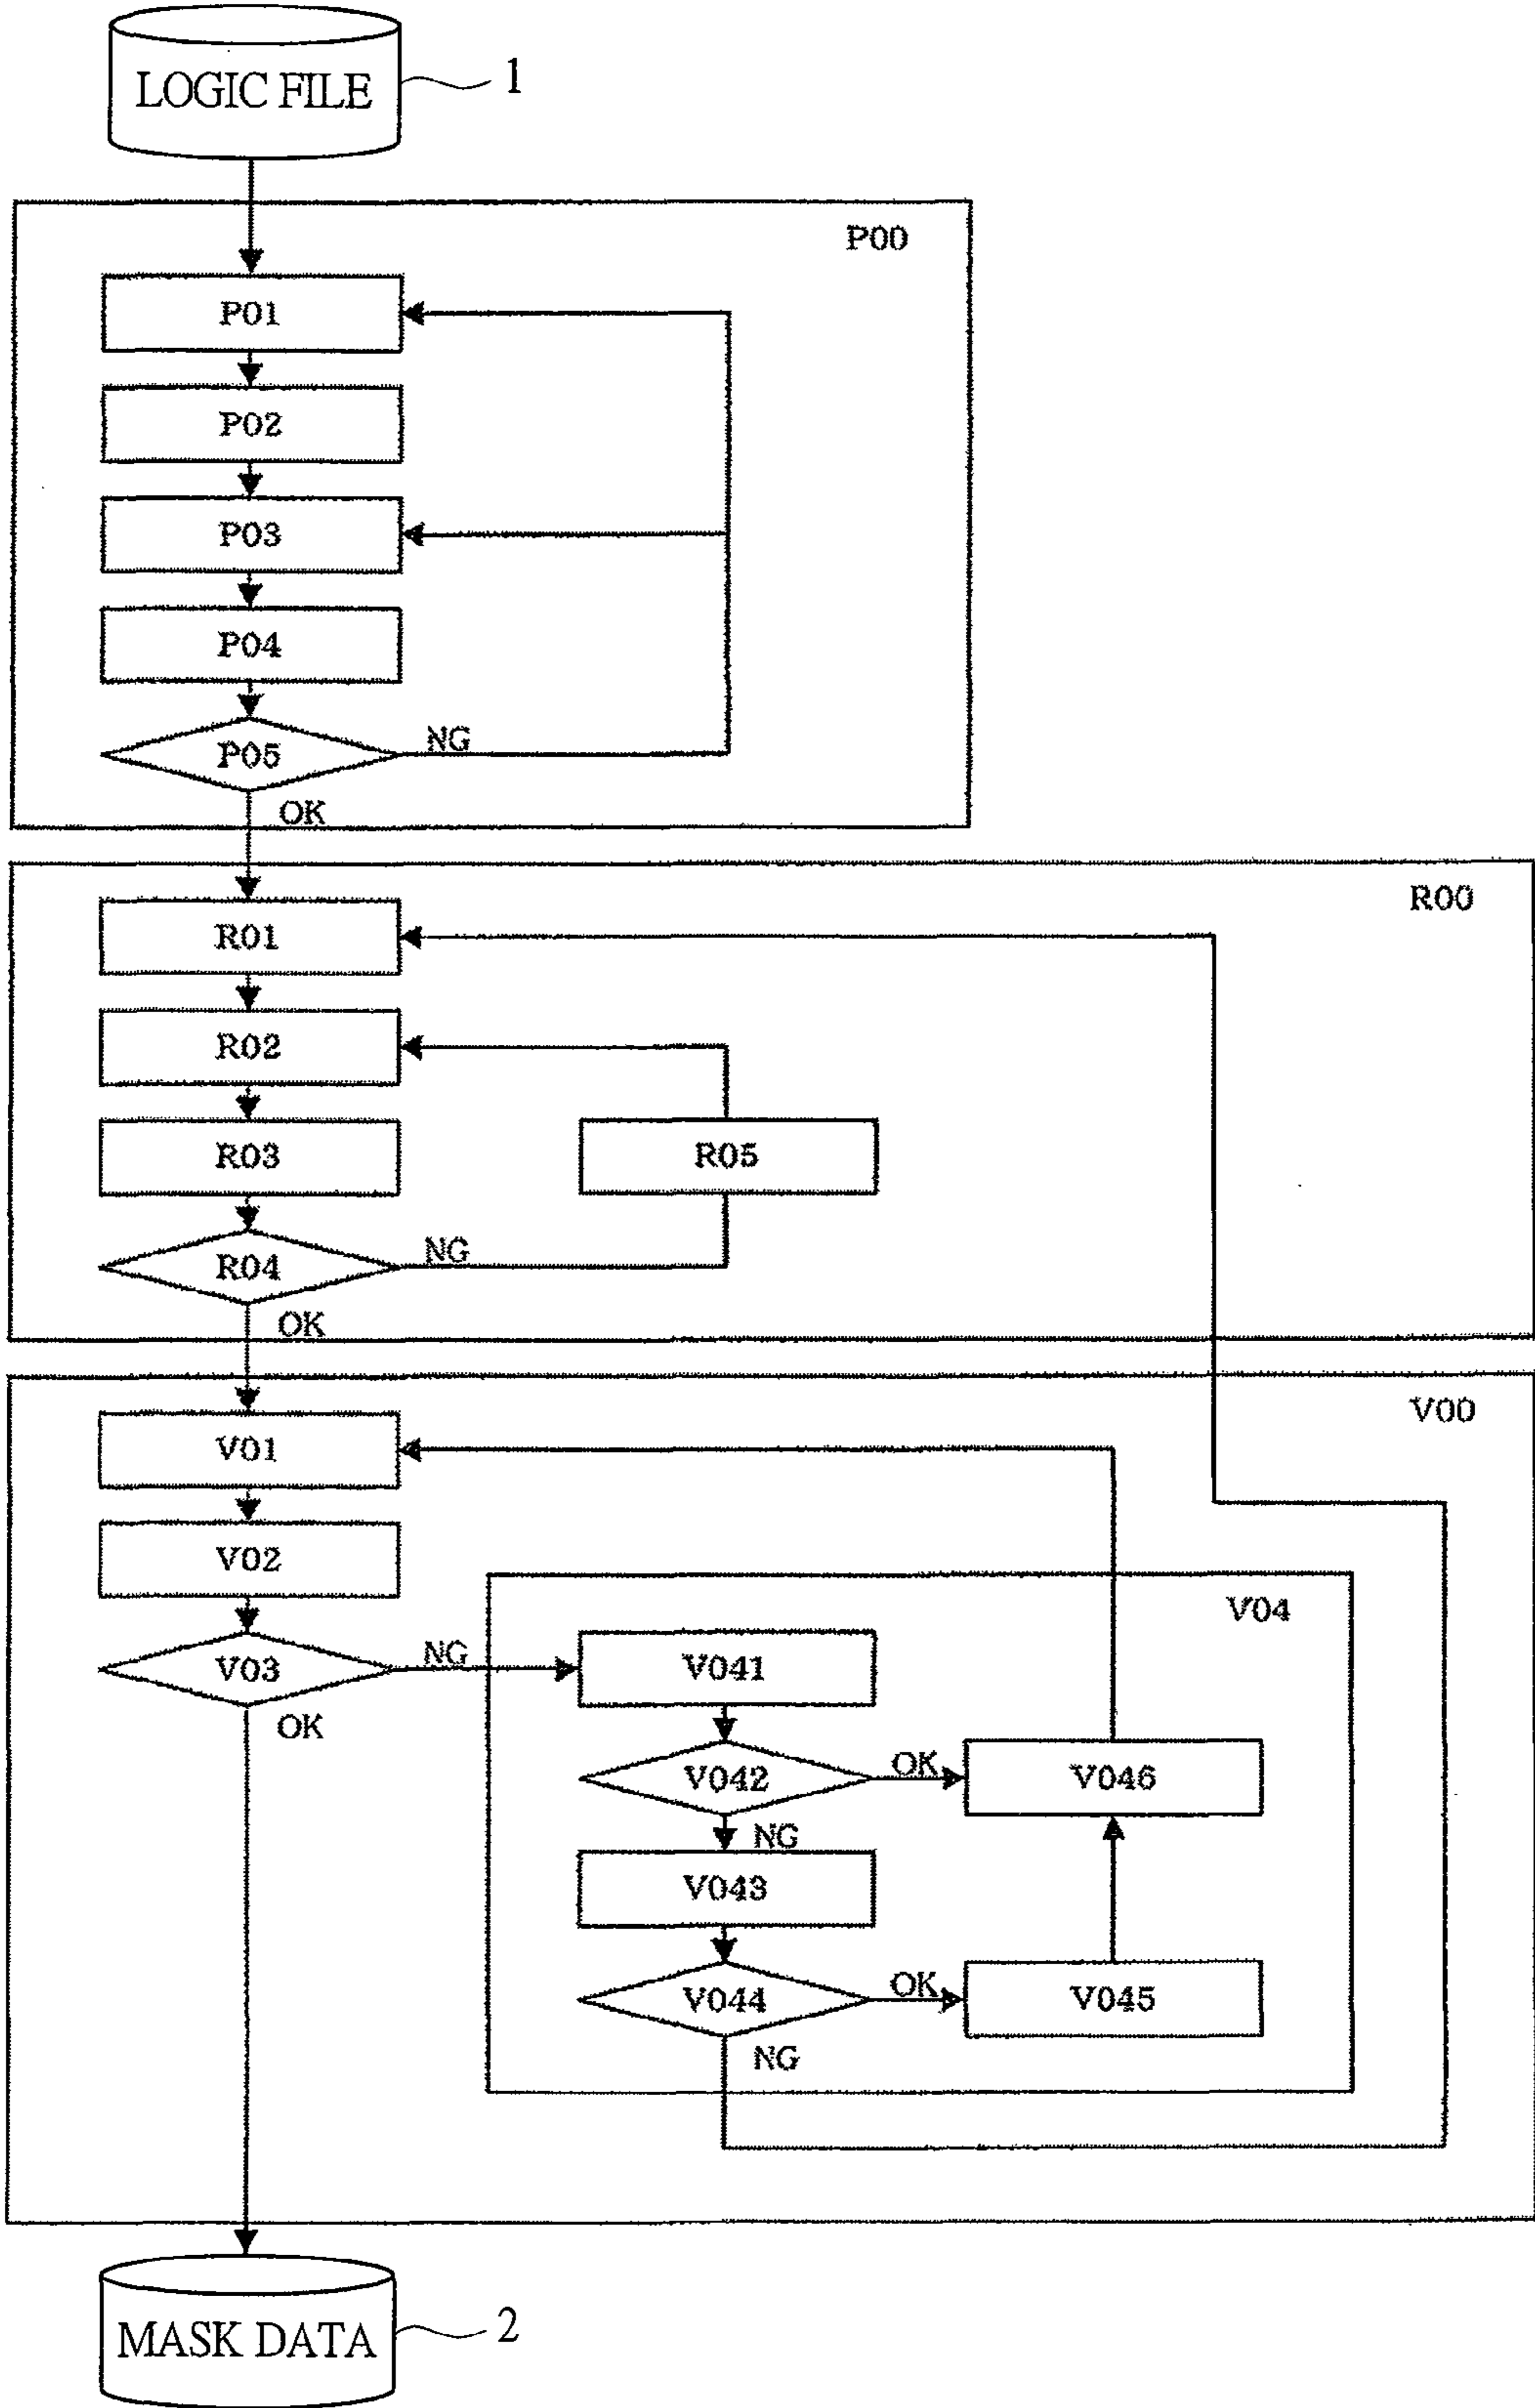 LOGIC FILE
1
P00
P01
P02
P03
P04
P05
NG
OK
R00
R01
R02
R03
R05
R04
NG
OK
V00
V01
V02
V04
V03
NG
V041
OK
V042
OK
V046
NG
V043
V044
OK
V045
NG
MASK DATA
2